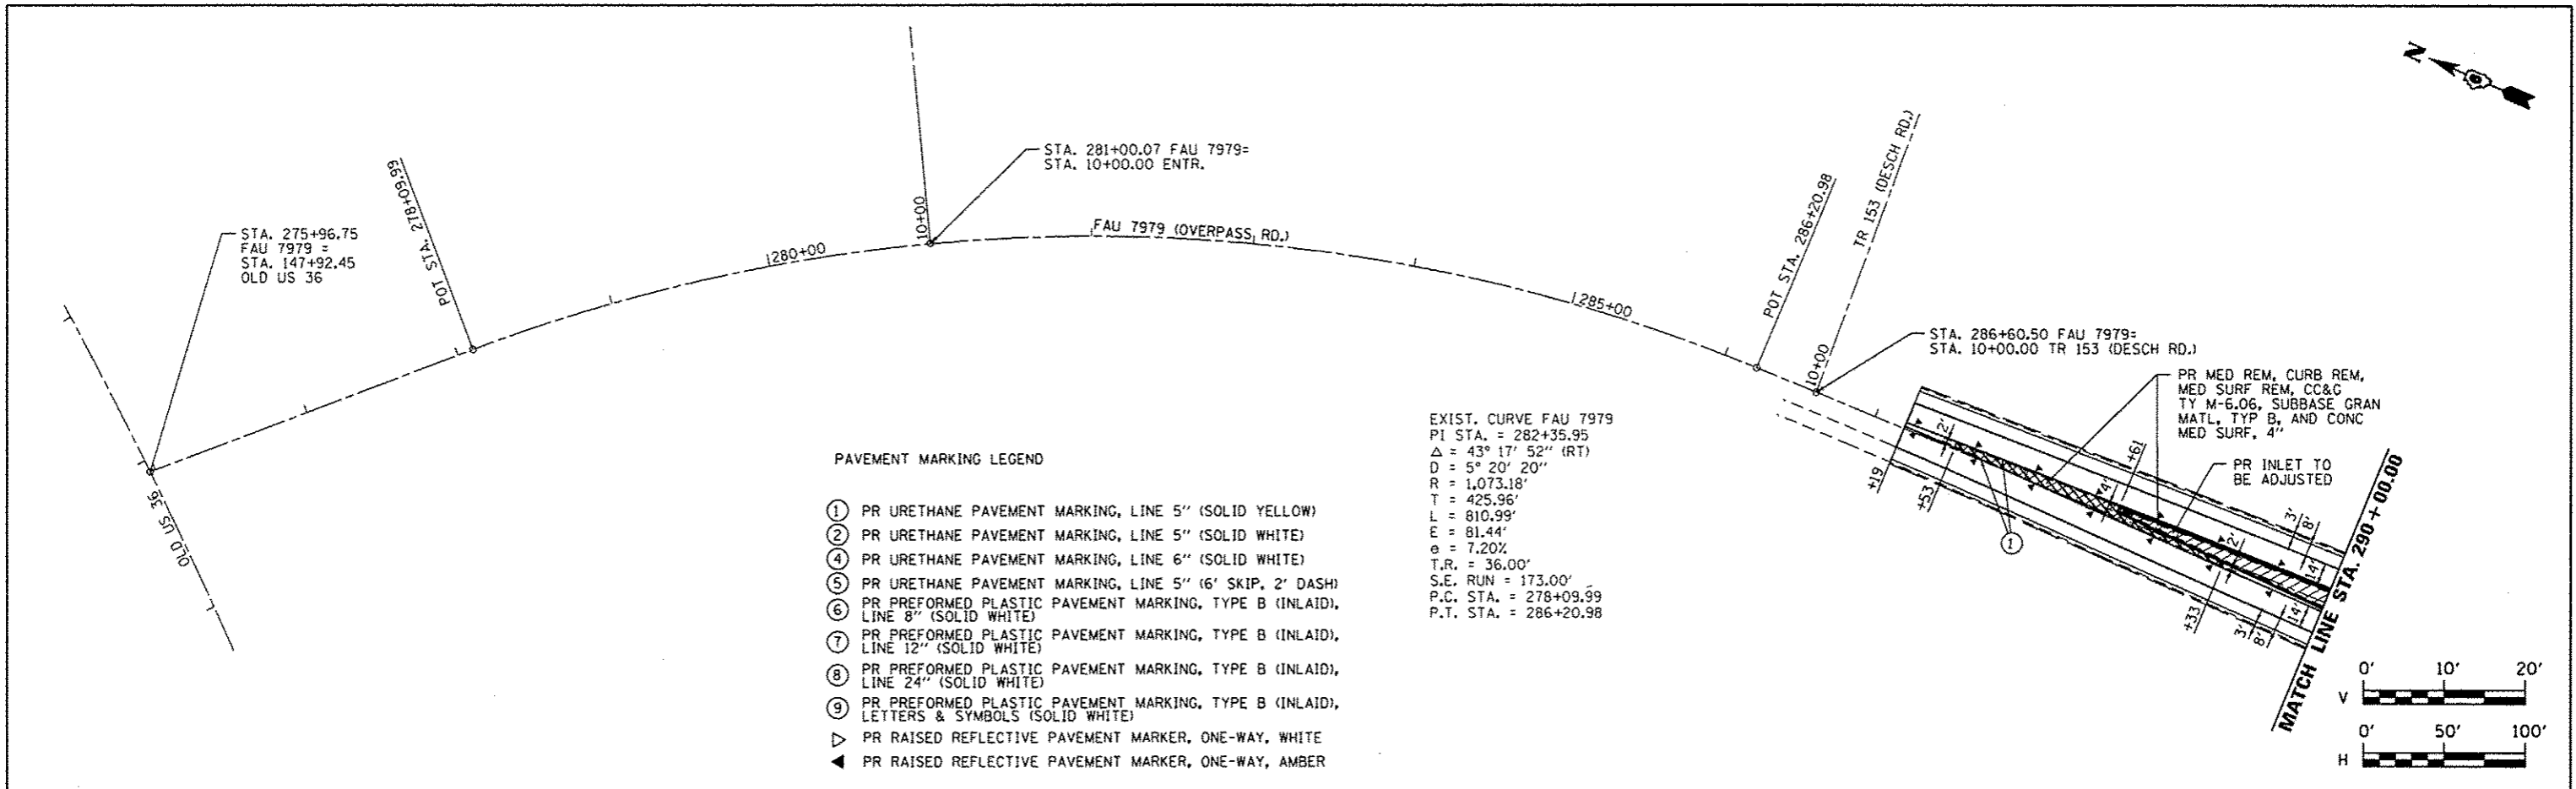 N
STA. 275+96.75
FAU 7979 =
STA. 147+92.45
OLD US 36
OLD US 36
POT STA. 278+09.99
280+00
10+00
STA. 281+00.07 FAU 7979=
STA. 10+00.00 ENTR.
FAU 7979 (OVERPASS RD.)
285+00
POT STA. 286+20.98
10+00
TR 153 (DESCH RD.)
STA. 286+60.50 FAU 7979=
STA. 10+00.00 TR 153 (DESCH RD.)
PR MED REM, CURB REM,
MED SURF REM, CC&G
TY M-6.06, SUBBASE GRAN
MATL, TYP B, AND CONC
MED SURF, 4"
PR INLET TO
BE ADJUSTED
+19
+53
2'
4'
+61
1
+33
2'
3'
8'
14'
14'
3'
8'
MATCH LINE STA. 290+00.00
EXIST. CURVE FAU 7979
PI STA. = 282+35.95
Δ = 43° 17' 52" (RT)
D = 5° 20' 20"
R = 1,073.18'
T = 425.96'
L = 810.99'
E = 81.44'
e = 7.20%
T.R. = 36.00'
S.E. RUN = 173.00'
P.C. STA. = 278+09.99
P.T. STA. = 286+20.98
PAVEMENT MARKING LEGEND
1 PR URETHANE PAVEMENT MARKING, LINE 5" (SOLID YELLOW)
2 PR URETHANE PAVEMENT MARKING, LINE 5" (SOLID WHITE)
4 PR URETHANE PAVEMENT MARKING, LINE 6" (SOLID WHITE)
5 PR URETHANE PAVEMENT MARKING, LINE 5" (6' SKIP, 2' DASH)
6 PR PREFORMED PLASTIC PAVEMENT MARKING, TYPE B (INLAID),
LINE 8" (SOLID WHITE)
7 PR PREFORMED PLASTIC PAVEMENT MARKING, TYPE B (INLAID),
LINE 12" (SOLID WHITE)
8 PR PREFORMED PLASTIC PAVEMENT MARKING, TYPE B (INLAID),
LINE 24" (SOLID WHITE)
9 PR PREFORMED PLASTIC PAVEMENT MARKING, TYPE B (INLAID),
LETTERS & SYMBOLS (SOLID WHITE)
PR RAISED REFLECTIVE PAVEMENT MARKER, ONE-WAY, WHITE
PR RAISED REFLECTIVE PAVEMENT MARKER, ONE-WAY, AMBER
0' 10' 20'
V
0' 50' 100'
H